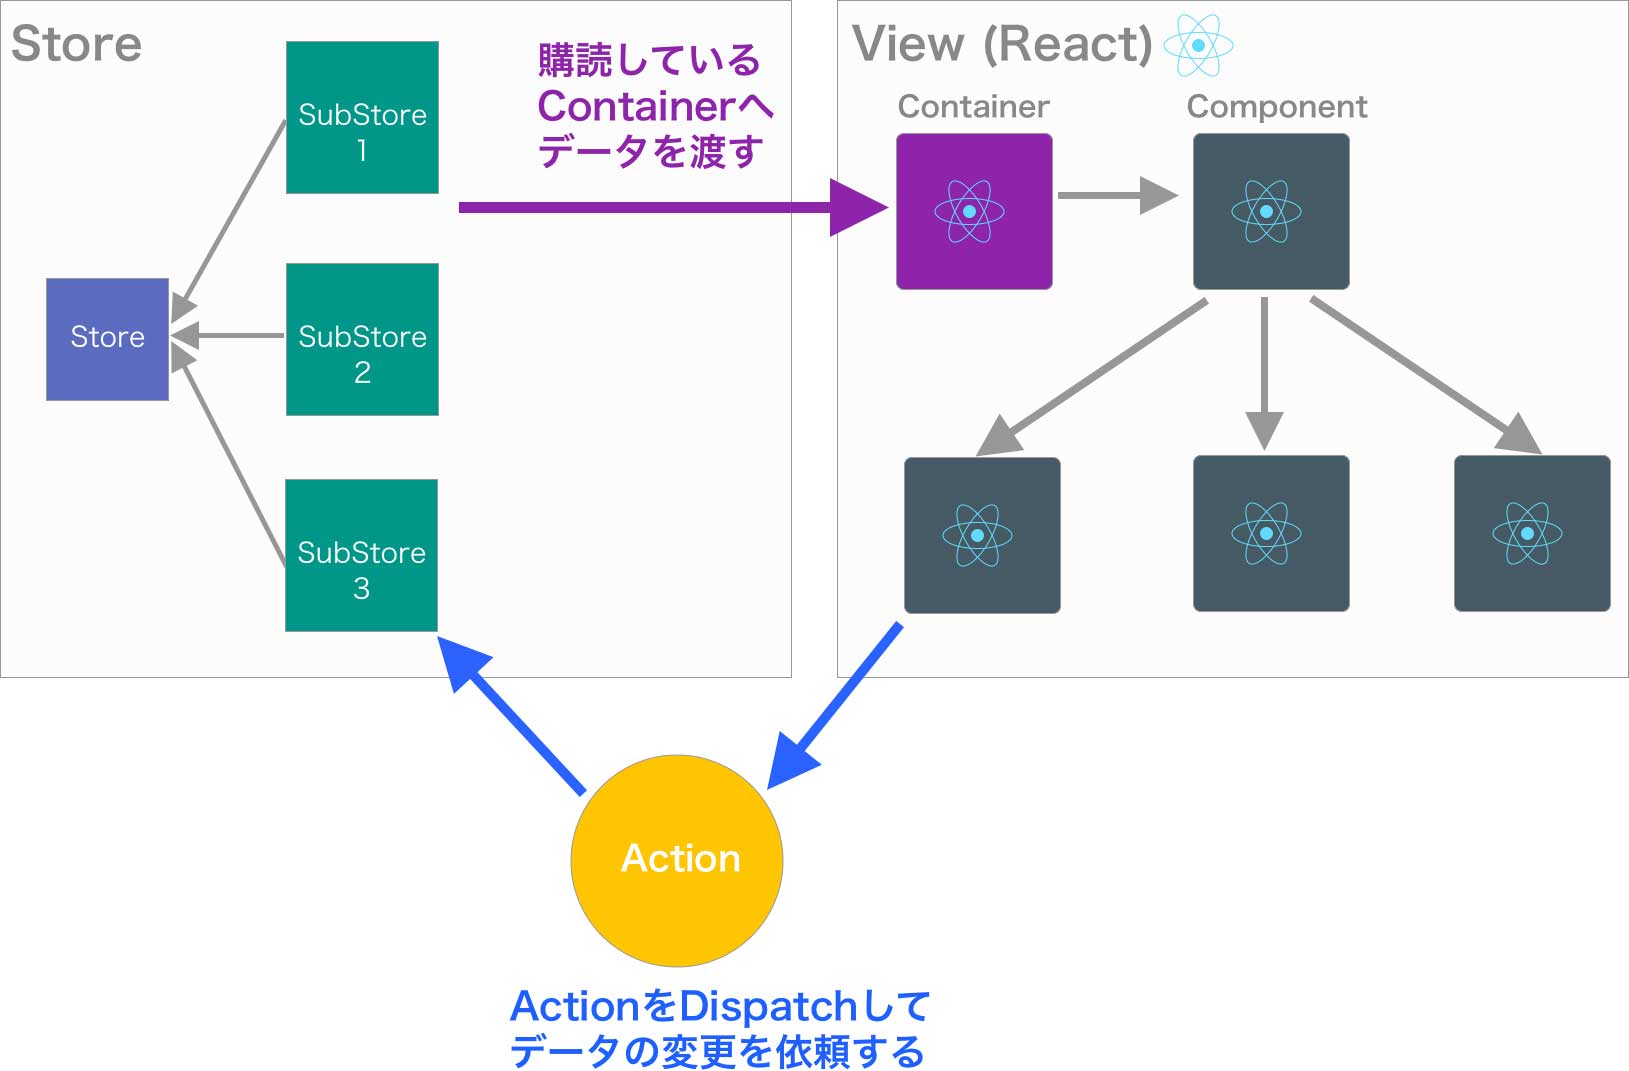 Store
SubStore
1
Store
SubStore
2
SubStore
3
購読している
Containerへ
データを渡す
View (React)
Container
Component
Action
ActionをDispatchして
データの変更を依頼する